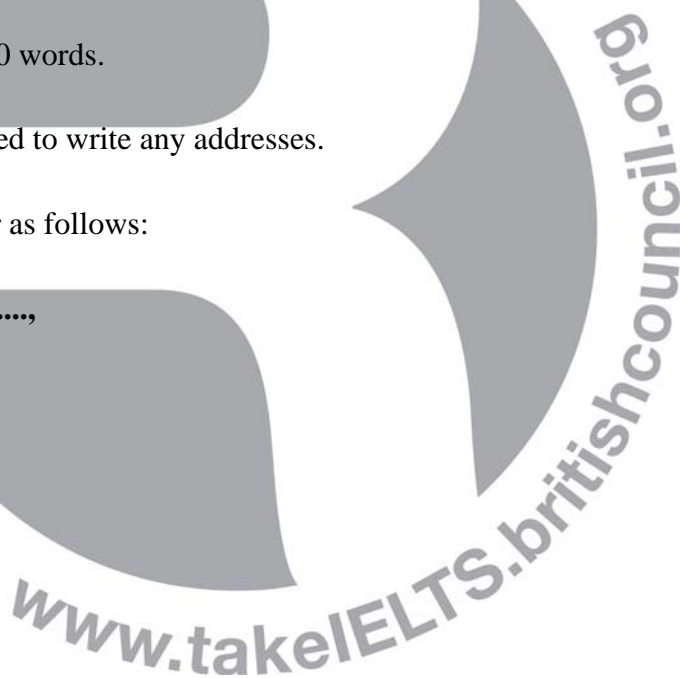 0 words.
ed to write any addresses.
as follows:
....,
www.takeIELTS.britishcouncil.org